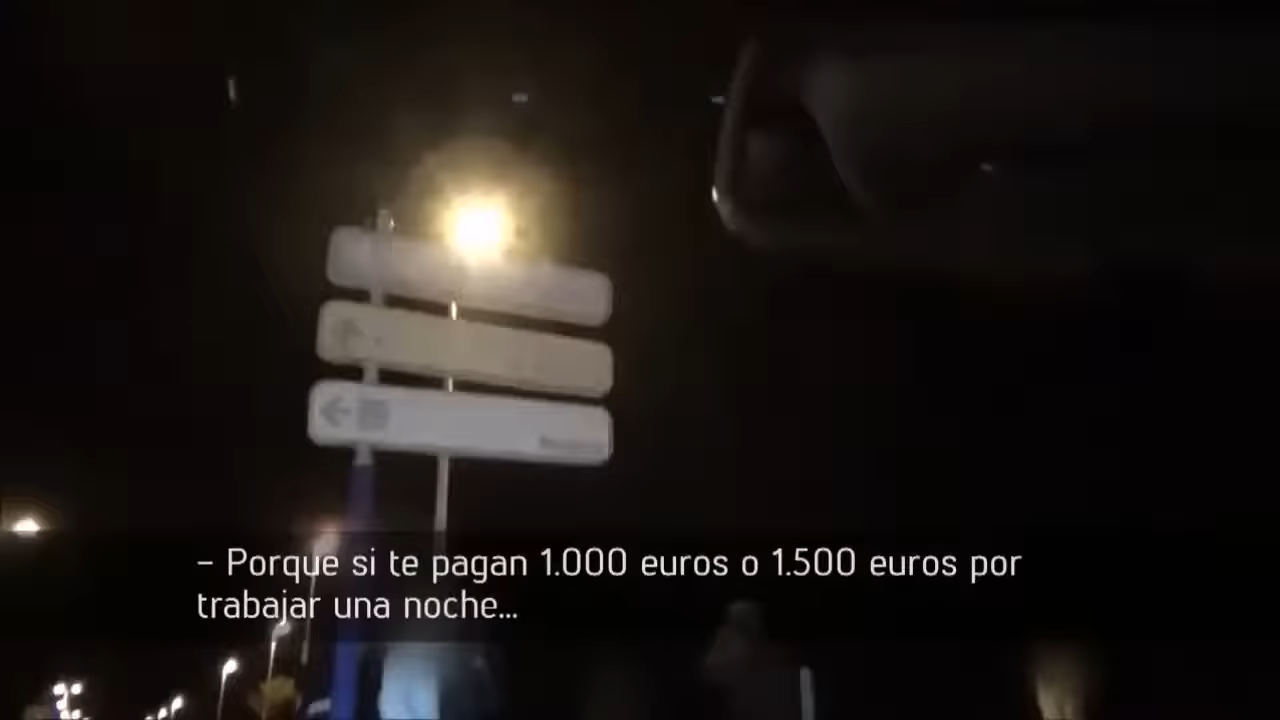 – Porque si te pagan 1.000 euros o 1.500 euros por
trabajar una noche...